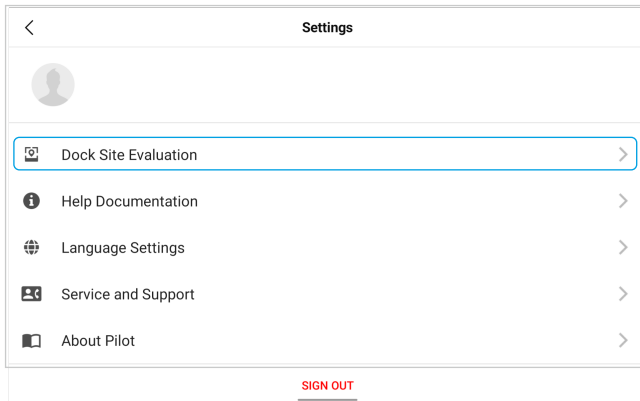 Settings
Dock Site Evaluation
Help Documentation
Language Settings
Service and Support
About Pilot
SIGN OUT